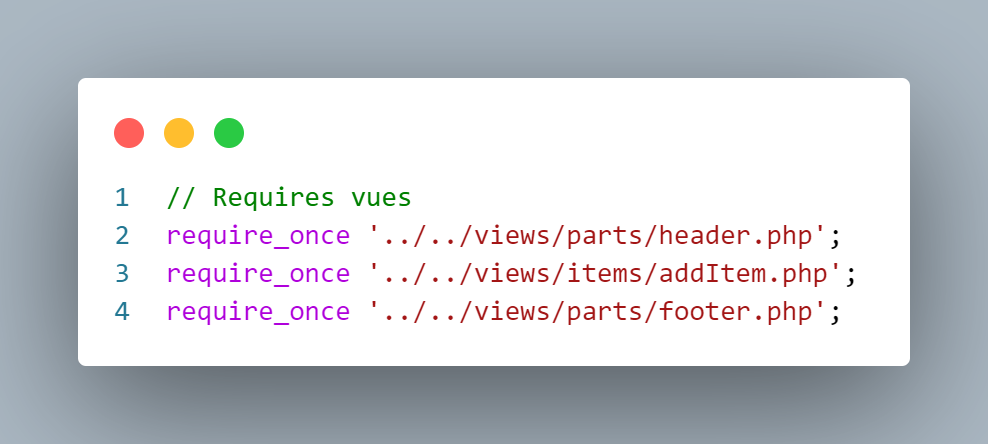 1 // Requires vues
2 require_once '../../views/parts/header.php';
3 require_once '../../views/items/addItem.php';
4 require_once '../../views/parts/footer.php';